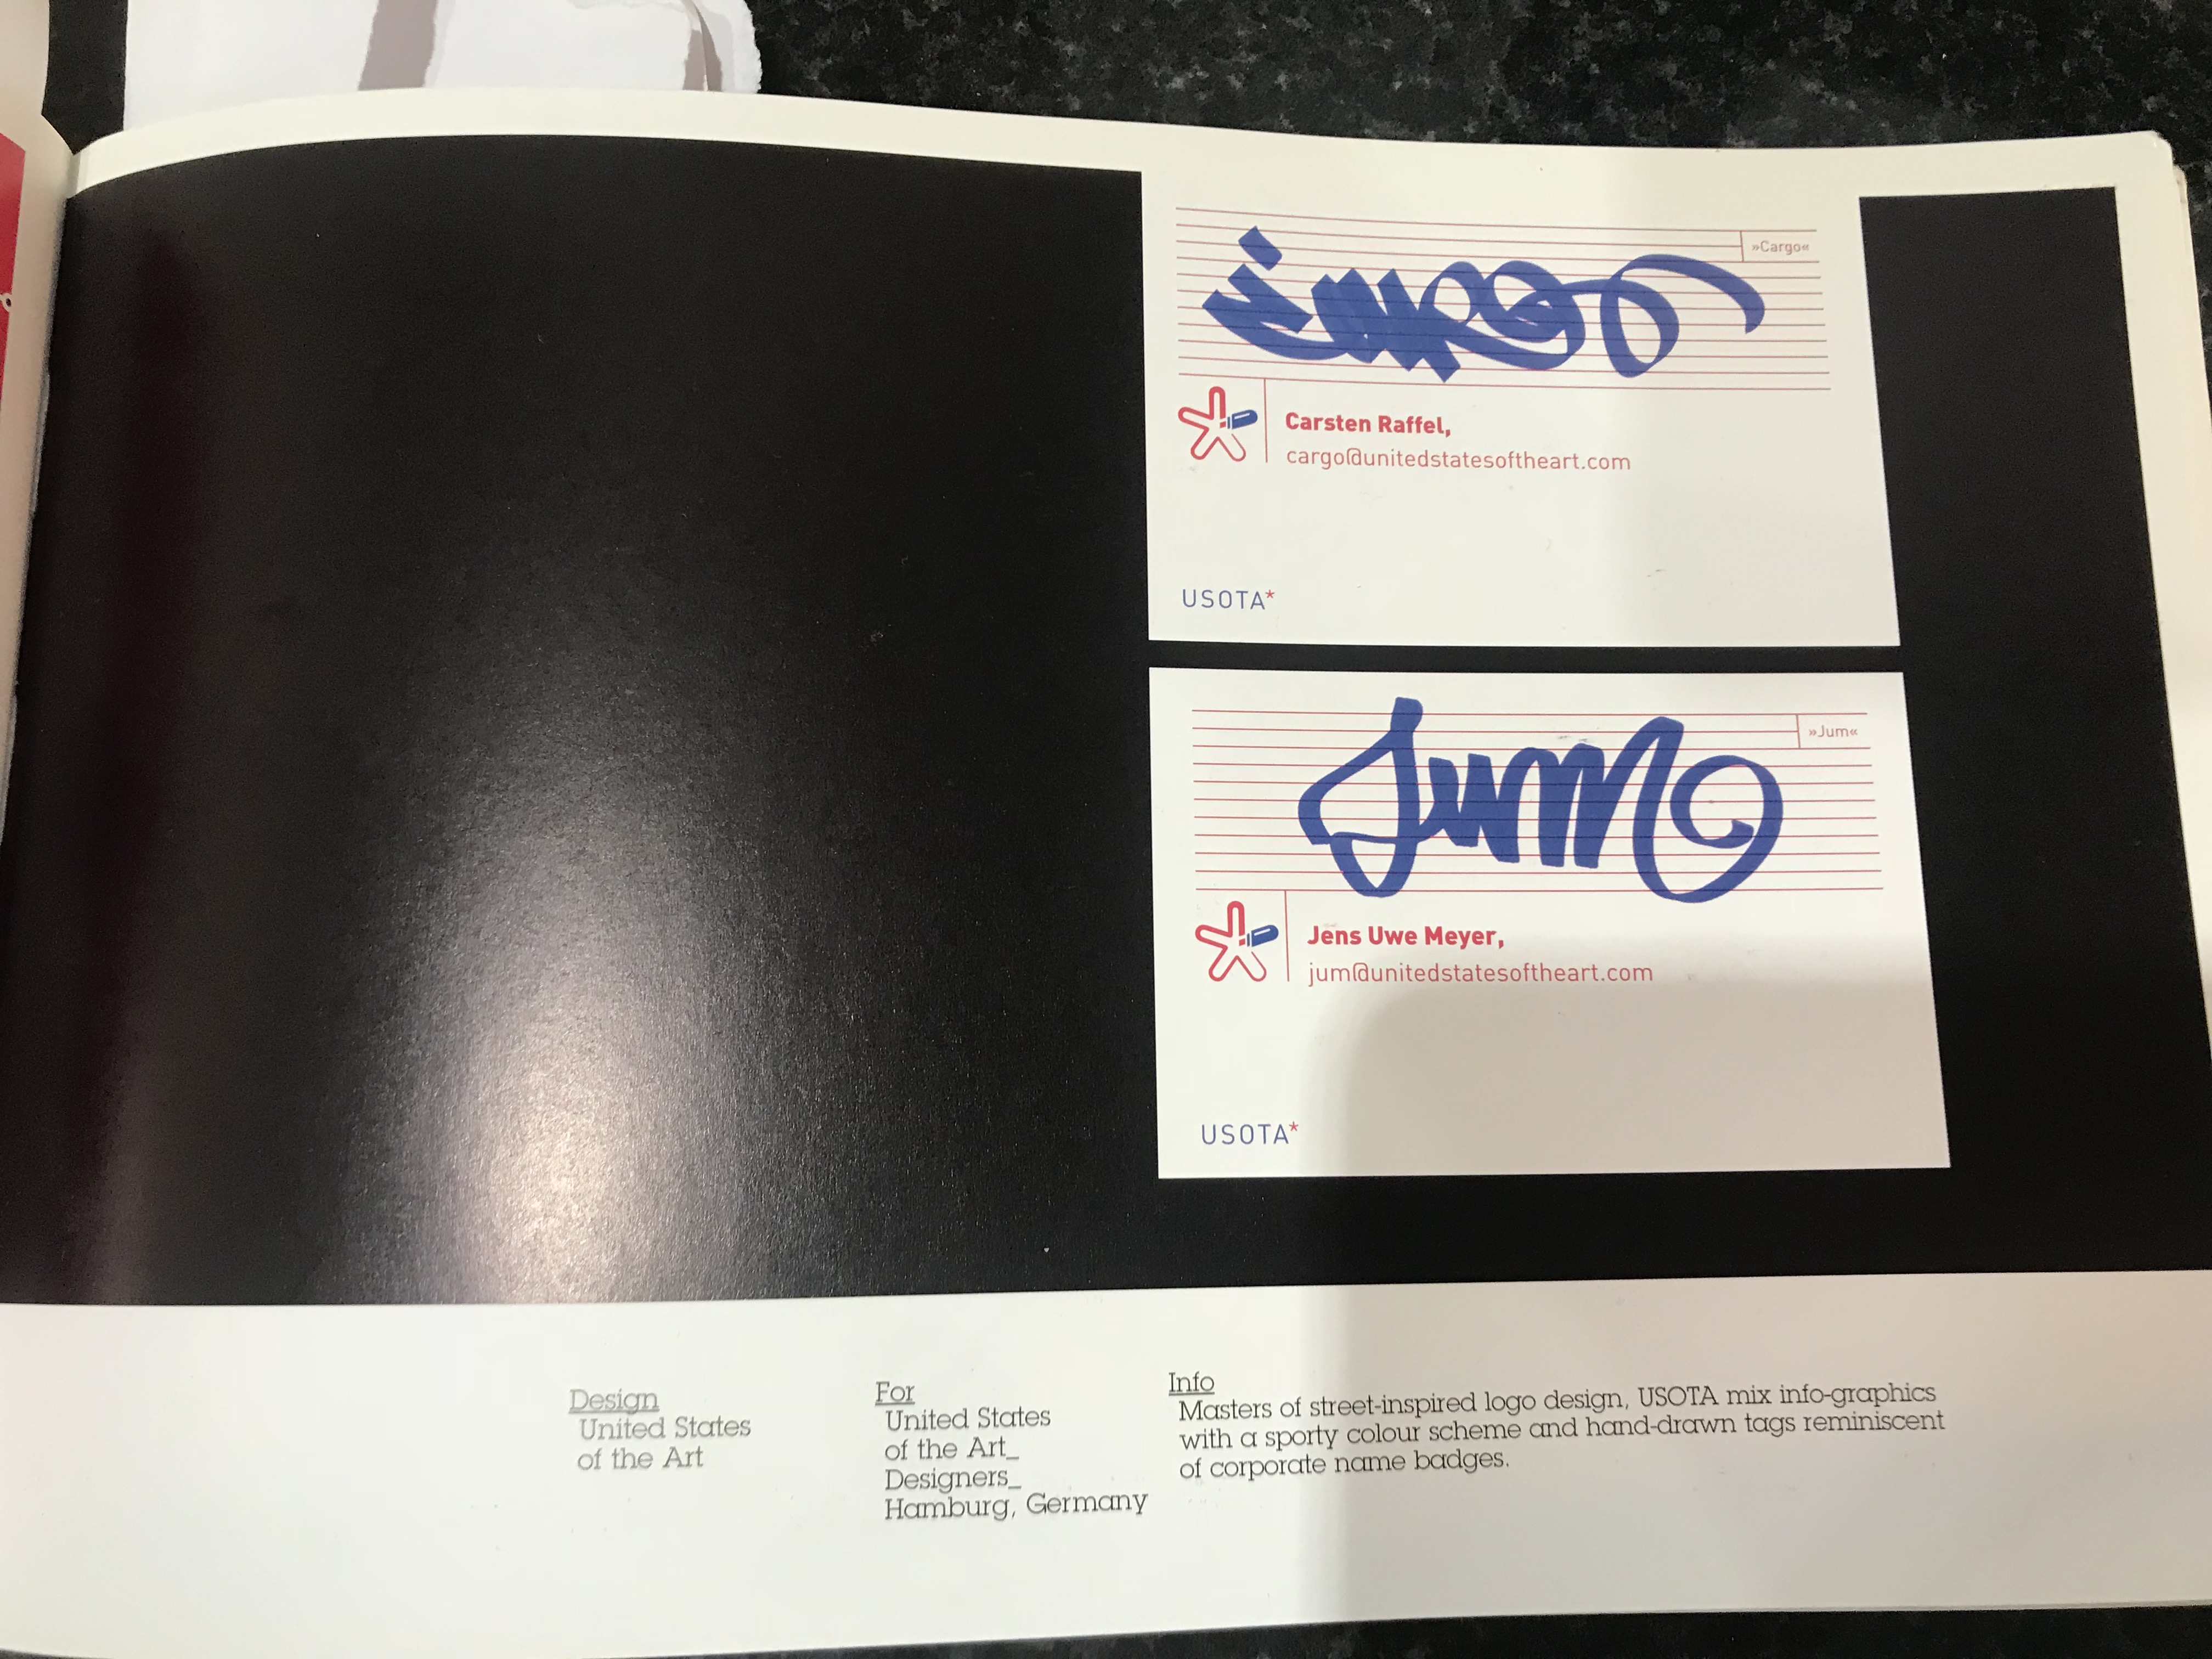 »Cargo«
Carsten Raffel,
cargo@unitedstatesoftheart.com
USOTA*
Jum
»Jum«
Jens Uwe Meyer,
jum@unitedstatesoftheart.com
USOTA*
Design
United States
of the Art
For
United States
of the Art_
Designers_
Hamburg, Germany
Info
Masters of street-inspired logo design, USOTA mix info-graphics
with a sporty colour scheme and hand-drawn tags reminiscent
of corporate name badges.